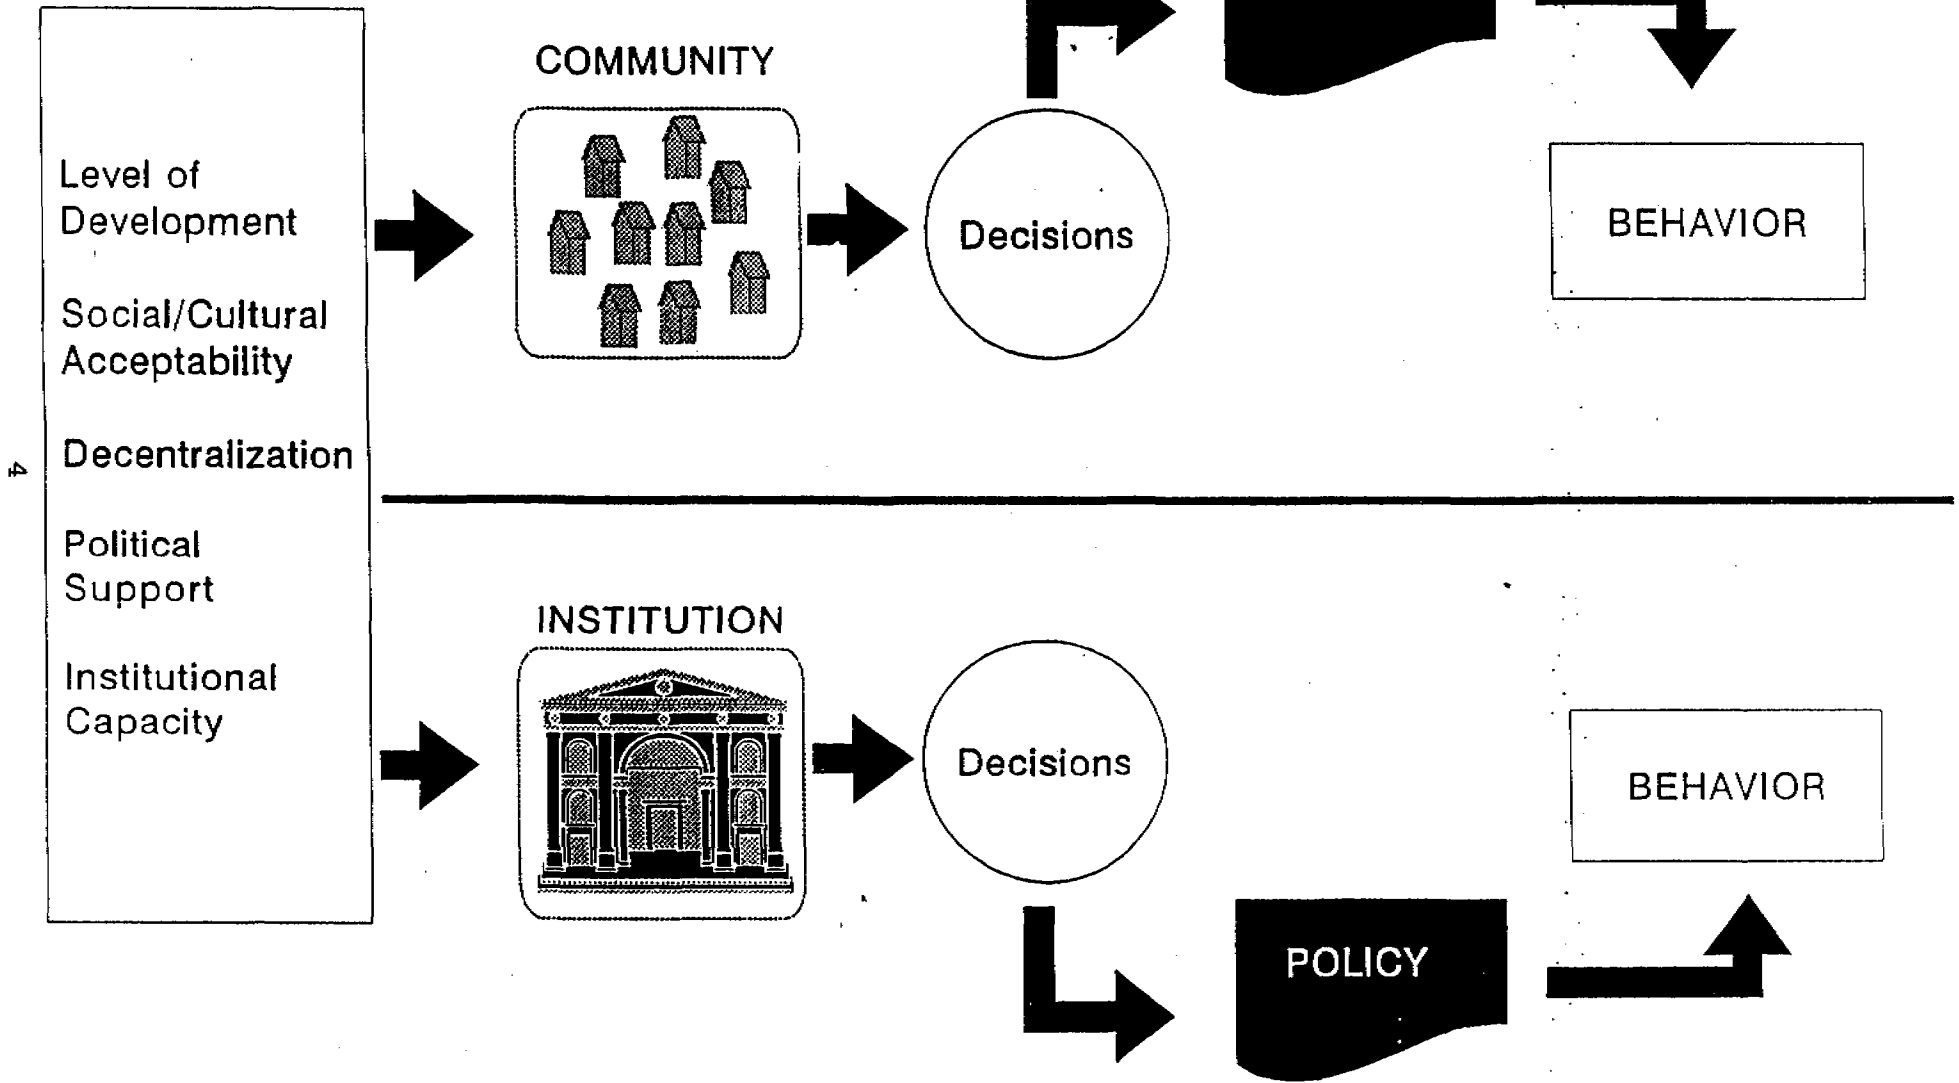 Level of
Development
Social/Cultural
Acceptability
Decentralization
Political
Support
Institutional
Capacity
COMMUNITY
Decisions
BEHAVIOR
INSTITUTION
Decisions
POLICY
BEHAVIOR
4